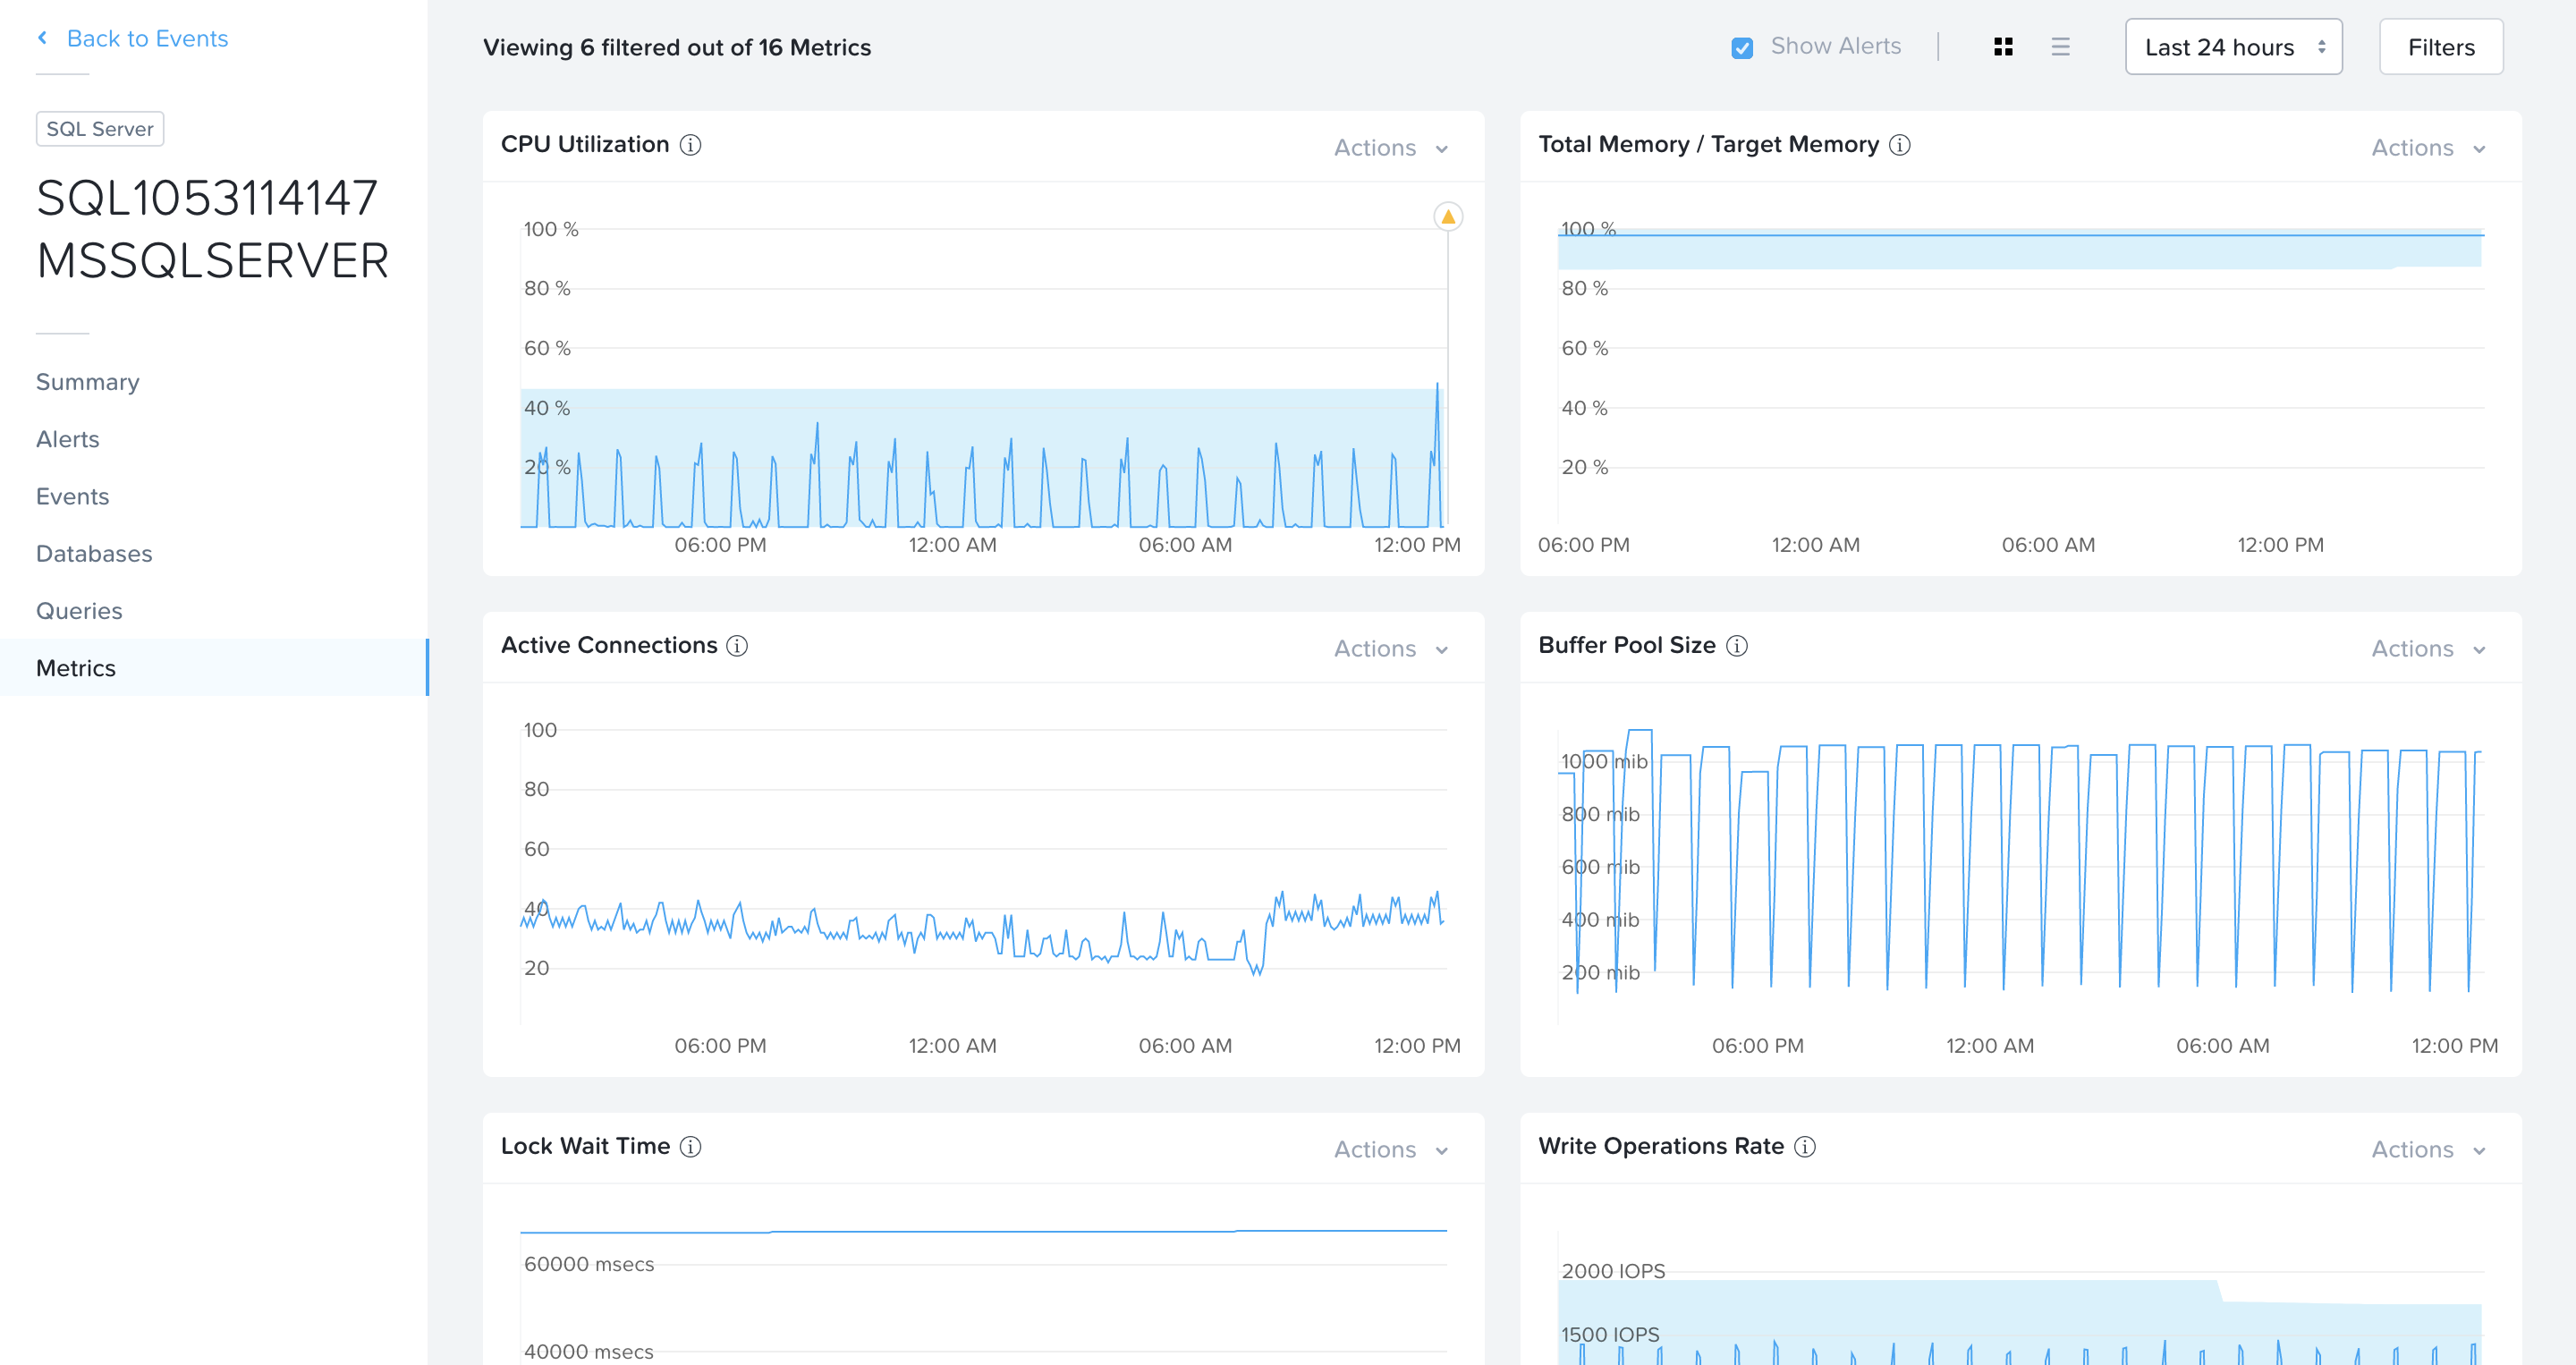 Back to Events
SQL Server
SQL1053114147
MSSQLSERVER
Summary
Alerts
Events
Databases
Queries
Metrics
Viewing 6 filtered out of 16 Metrics
Show Alerts
Last 24 hours
Filters
CPU Utilization
Actions
100 %
80 %
60 %
40 %
20 %
06:00 PM 12:00 AM 06:00 AM 12:00 PM
Total Memory / Target Memory
Actions
100 %
80 %
60 %
40 %
20 %
06:00 PM 12:00 AM 06:00 AM 12:00 PM
Active Connections
Actions
100
80
60
40
20
06:00 PM 12:00 AM 06:00 AM 12:00 PM
Buffer Pool Size
Actions
1000 mib
800 mib
600 mib
400 mib
200 mib
06:00 PM 12:00 AM 06:00 AM 12:00 PM
Lock Wait Time
Actions
60000 msecs
40000 msecs
Write Operations Rate
Actions
2000 IOPS
1500 IOPS